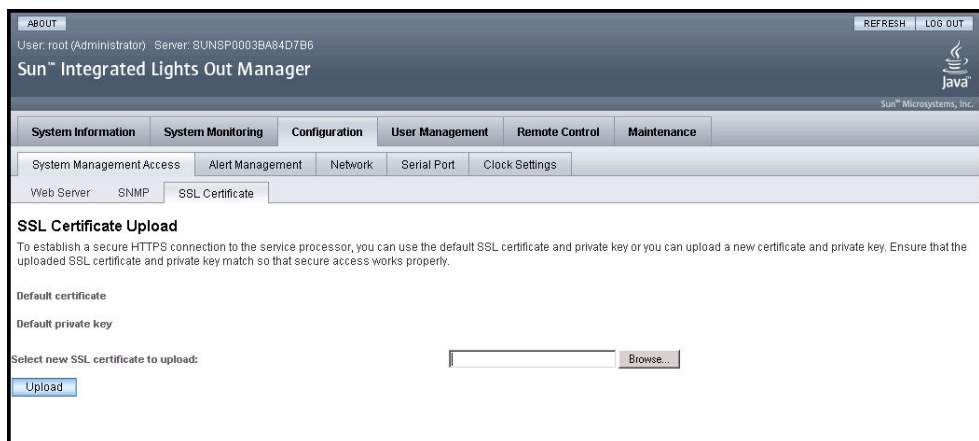 ABOUT
REFRESH LOG OUT
User: root (Administrator) Server: SUNSP0003BA84D7B6
Sun™ Integrated Lights Out Manager
Java™
Sun™ Microsystems, Inc.
System Information System Monitoring Configuration User Management Remote Control Maintenance
System Management Access Alert Management Network Serial Port Clock Settings
Web Server SNMP SSL Certificate
SSL Certificate Upload
To establish a secure HTTPS connection to the service processor, you can use the default SSL certificate and private key or you can upload a new certificate and private key. Ensure that the
uploaded SSL certificate and private key match so that secure access works properly.
Default certificate
Default private key
Select new SSL certificate to upload:
Browse...
Upload